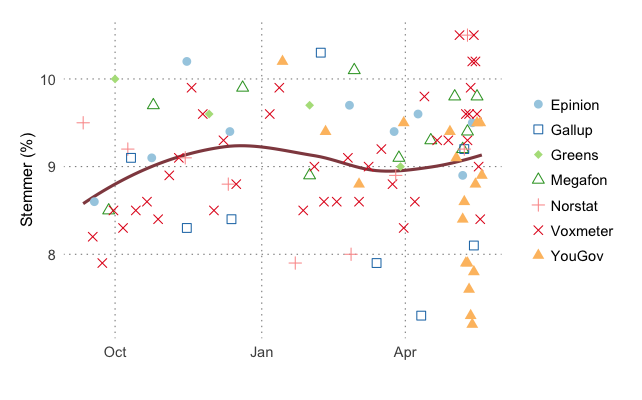 Stemmer (%)
10
9
8
Oct
Jan
Apr
Epinion
Gallup
Greens
Megafon
Norstat
Voxmeter
YouGov